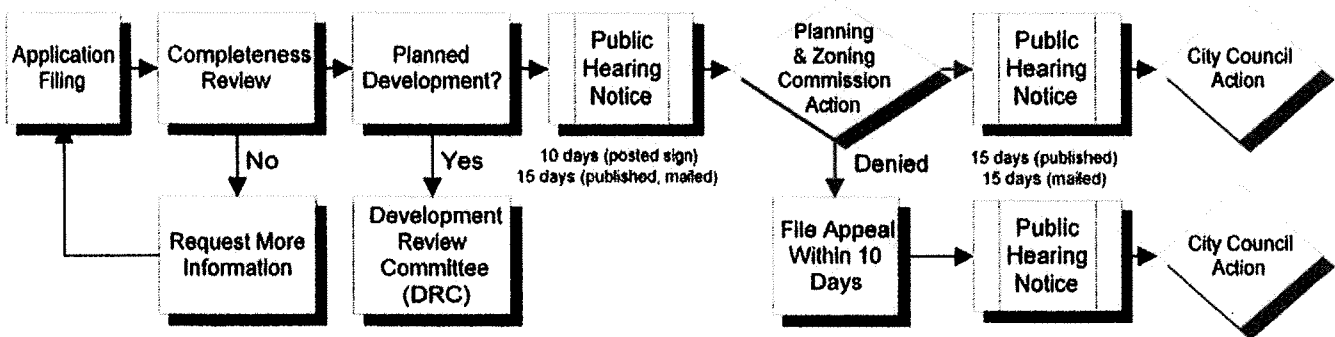 Application
Filing
Completeness
Review
Planned
Development?
Public
Hearing
Notice
Planning
& Zoning
Commission
Action
Public
Hearing
Notice
City Council
Action
No
Yes
10 days (posted sign)
15 days (published, mailed)
Denied
15 days (published)
15 days (mailed)
Request More
Information
Development
Review
Committee
(DRC)
File Appeal
Within 10
Days
Public
Hearing
Notice
City Council
Action